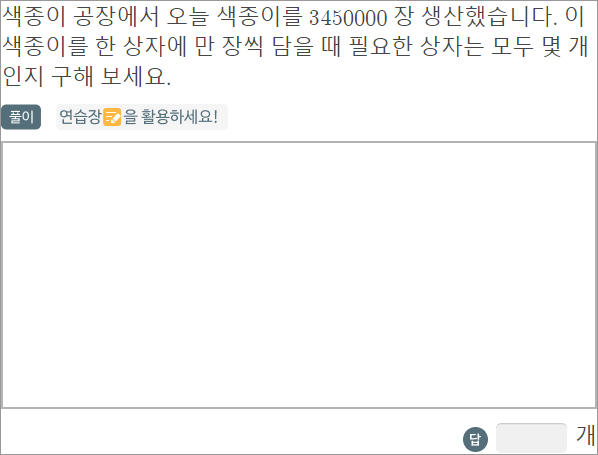 색종이 공장에서 오늘 색종이를 3450000 장 생산했습니다. 이
색종이를 한 상자에 만 장씩 담을 때 필요한 상자는 모두 몇 개
인지 구해 보세요.
풀이 연습장을 활용하세요!
답 개